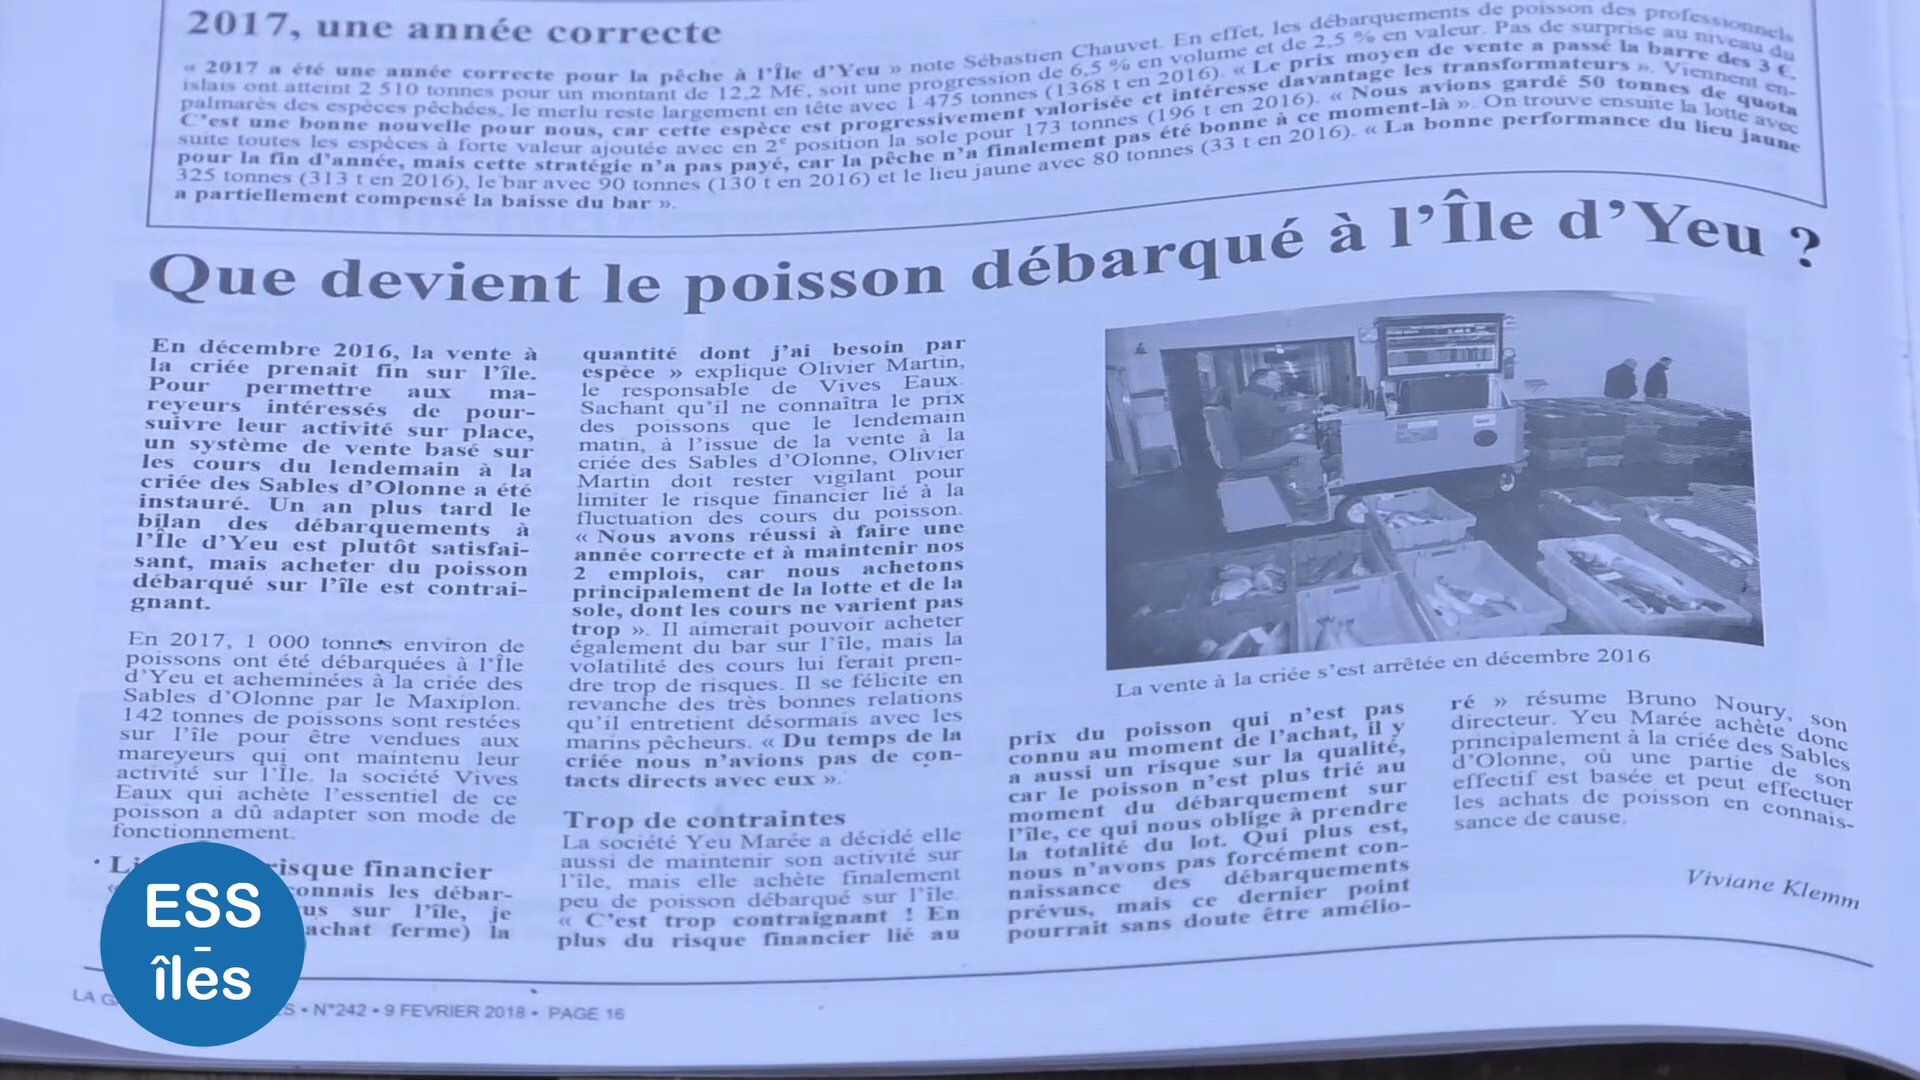 2017, une année correcte
« 2017 a été une année correcte pour la pêche à l'Île d'Yeu » note Sébastien Chauvet. En effet, les débarquements de poisson des professionnels
islais ont atteint 2 510 tonnes pour un montant de 12,2 M€, soit une progression de 6,5 % en volume et de 2,5 % en valeur. Pas de surprise au niveau du
palmarès des espèces pêchées, le merlu reste largement en tête avec 1 475 tonnes (1368 t en 2016). « Le prix moyen de vente a passé la barre des 3 €.
C'est une bonne nouvelle pour nous, car cette espèce est progressivement valorisée et intéresse davantage les transformateurs ». Viennent en-
suite toutes les espèces à forte valeur ajoutée avec en 2e position la sole pour 173 tonnes (196 t en 2016). « Nous avions gardé 50 tonnes de quota
pour la fin d'année, mais cette stratégie n'a pas payé, car la pêche n'a finalement pas été bonne à ce moment-là ». On trouve ensuite la lotte avec
325 tonnes (313 t en 2016), le bar avec 90 tonnes (130 t en 2016) et le lieu jaune avec 80 tonnes (33 t en 2016). « La bonne performance du lieu jaune
a partiellement compensé la baisse du bar ».
Que devient le poisson débarqué à l'Île d'Yeu ?
En décembre 2016, la vente à
la criée prenait fin sur l'île.
Pour permettre aux ma-
reyeurs intéressés de pour-
suivre leur activité sur place,
un système de vente basé sur
les cours du lendemain à la
criée des Sables d'Olonne a été
instauré. Un an plus tard le
bilan des débarquements à
l'Île d'Yeu est plutôt satisfai-
sant, mais acheter du poisson
débarqué sur l'île est contrai-
gnant.
En 2017, 1 000 tonnes environ de
poissons ont été débarquées à l'Île
d'Yeu et acheminées à la criée des
Sables d'Olonne par le Maxiplon.
142 tonnes de poissons sont restées
sur l'île pour être vendues aux
mareyeurs qui ont maintenu leur
activité sur l'Île. la société Vives
Eaux qui achète l'essentiel de ce
poisson a dû adapter son mode de
fonctionnement.
risque financier
connais les débar-
sur l'île, je
achat ferme) la
quantité dont j'ai besoin par
espèce » explique Olivier Martin,
le responsable de Vives Eaux.
Sachant qu'il ne connaîtra le prix
des poissons que le lendemain
matin, à l'issue de la vente à la
criée des Sables d'Olonne, Olivier
Martin doit rester vigilant pour
limiter le risque financier lié à la
fluctuation des cours du poisson.
« Nous avons réussi à faire une
année correcte et à maintenir nos
2 emplois, car nous achetons
principalement de la lotte et de la
sole, dont les cours ne varient pas
trop ». Il aimerait pouvoir acheter
également du bar sur l'île, mais la
volatilité des cours lui ferait pren-
dre trop de risques. Il se félicite en
revanche des très bonnes relations
qu'il entretient désormais avec les
marins pêcheurs. « Du temps de la
criée nous n'avions pas de con-
tacts directs avec eux ».
Trop de contraintes
La société Yeu Marée a décidé elle
aussi de maintenir son activité sur
l'île, mais elle achète finalement
peu de poisson débarqué sur l'île.
« C'est trop contraignant ! En
plus du risque financier lié au
La vente à la criée s'est arrêtée en décembre 2016
prix du poisson qui n'est pas
connu au moment de l'achat, il y
a aussi un risque sur la qualité,
car le poisson n'est plus trié au
moment du débarquement sur
l'île, ce qui nous oblige à prendre
la totalité du lot. Qui plus est,
nous n'avons pas forcément con-
naissance des débarquements
prévus, mais ce dernier point
pourrait sans doute être amélio-
ré » résume Bruno Noury, son
directeur. Yeu Marée achète donc
principalement à la criée des Sables
d'Olonne, où une partie de son
effectif est basée et peut effectuer
les achats de poisson en connais-
sance de cause.
Viviane Klemm
LA G
S • N°242 • 9 FEVRIER 2018 • PAGE 16
ESS
-
îles